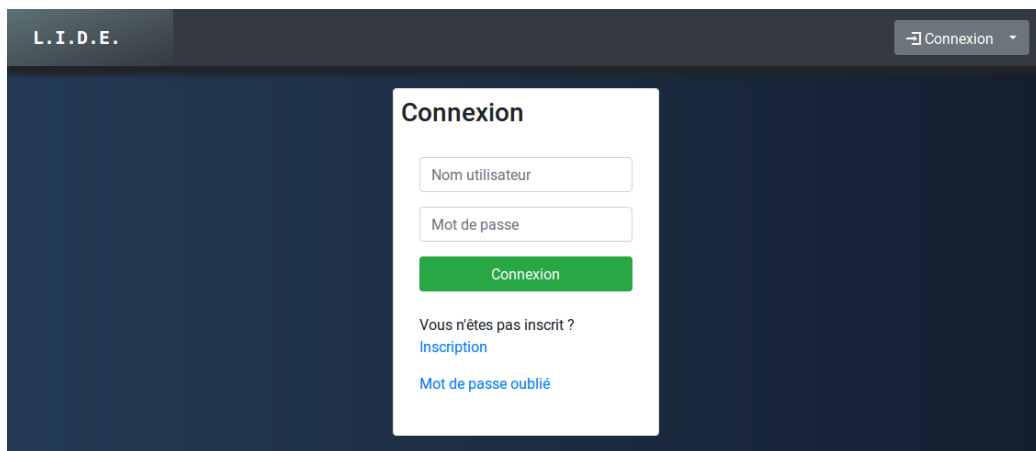 L.I.D.E.
Connexion
Connexion
Nom utilisateur
Mot de passe
Connexion
Vous n'êtes pas inscrit ?
Inscription
Mot de passe oublié